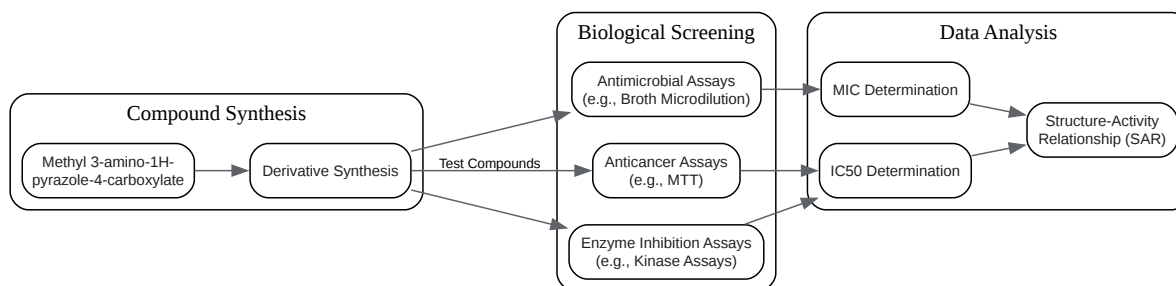 Compound Synthesis
Methyl 3-amino-1H-
pyrazole-4-carboxylate
Derivative Synthesis
Test Compounds
Biological Screening
Antimicrobial Assays
(e.g., Broth Microdilution)
Anticancer Assays
(e.g., MTT)
Enzyme Inhibition Assays
(e.g., Kinase Assays)
Data Analysis
MIC Determination
IC50 Determination
Structure-Activity
Relationship (SAR)